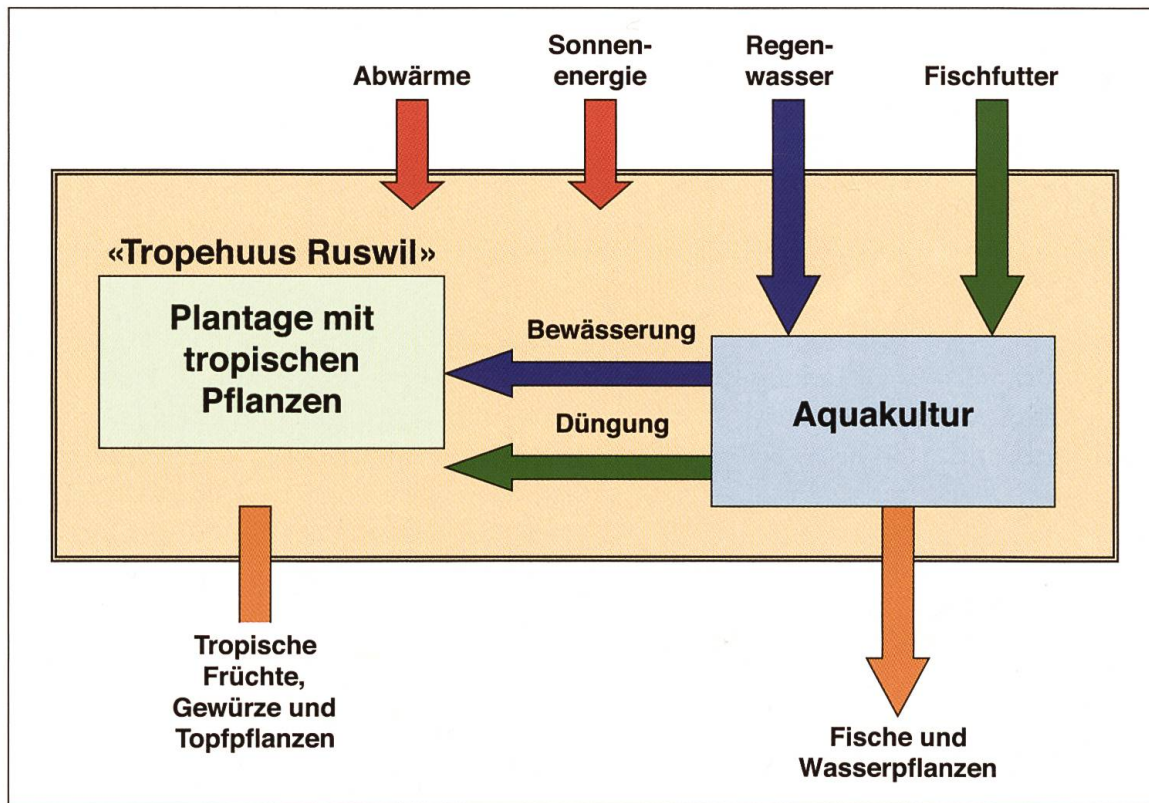 Abwärme
Sonnen-
energie
Regen-
wasser
Fischfutter
«Tropehuus Ruswil»
Plantage mit
tropischen
Pflanzen
Bewässerung
Düngung
Aquakultur
Tropische
Früchte,
Gewürze und
Topfpflanzen
Fische und
Wasserpflanzen